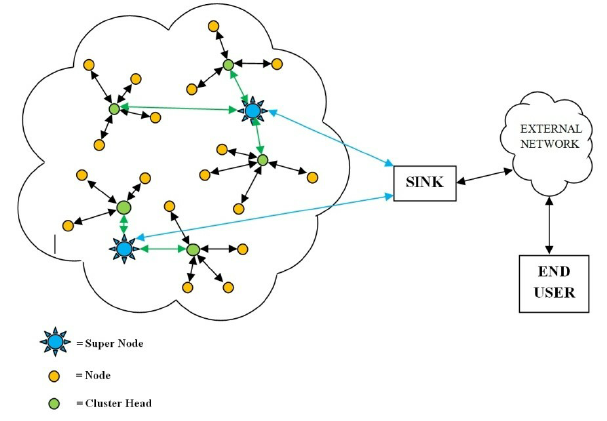 EXTERNAL
NETWORK
SINK
END
USER
= Super Node
= Node
= Cluster Head